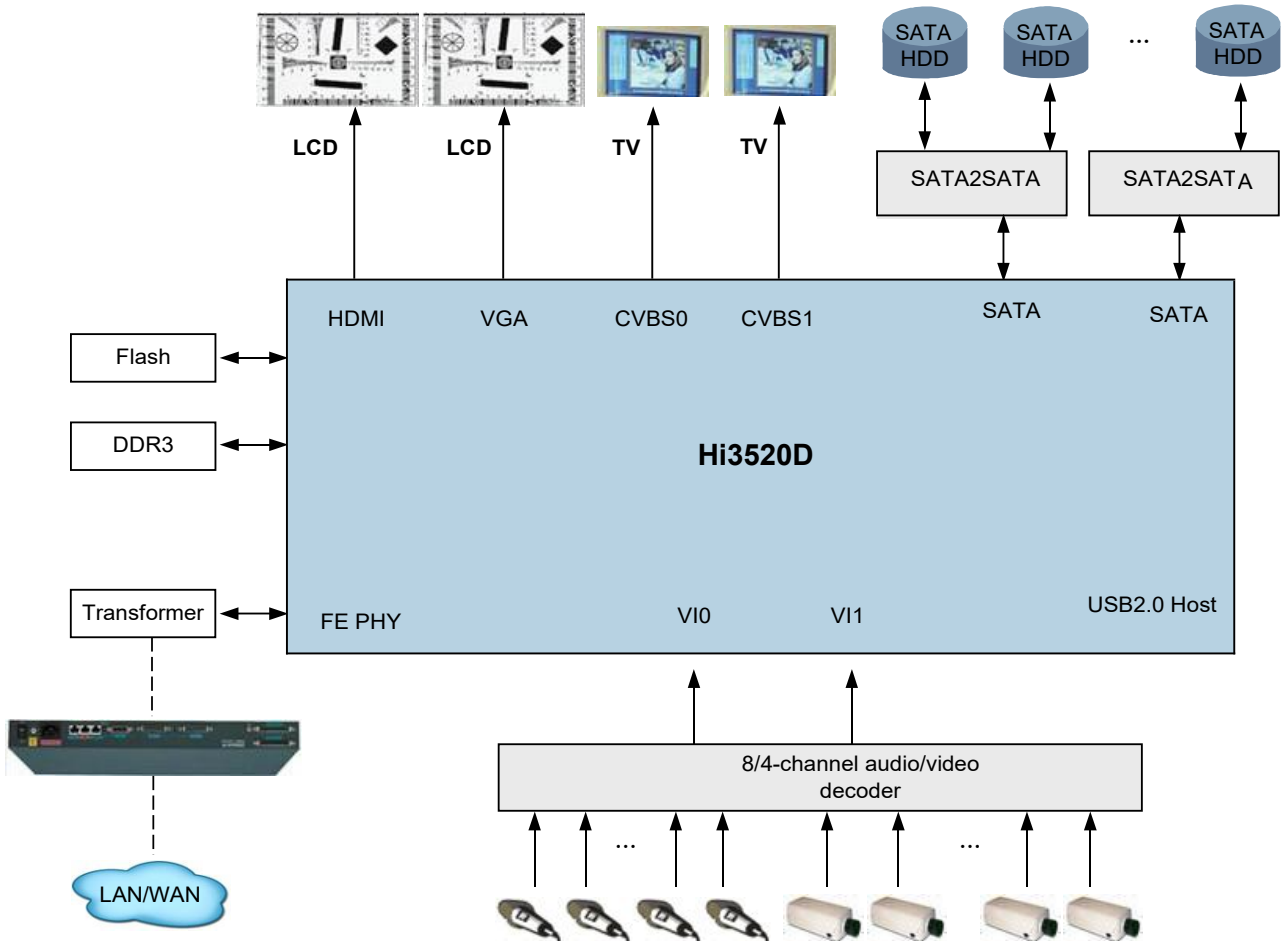 SATA
HDD
SATA
HDD
...
SATA
HDD
LCD
LCD
TV
TV
SATA2SATA
SATA2SATA
HDMI
VGA
CVBS0
CVBS1
SATA
SATA
Flash
DDR3
Hi3520D
Transformer
FE PHY
VI0
VI1
USB2.0 Host
8/4-channel audio/video
decoder
...
...
LAN/WAN